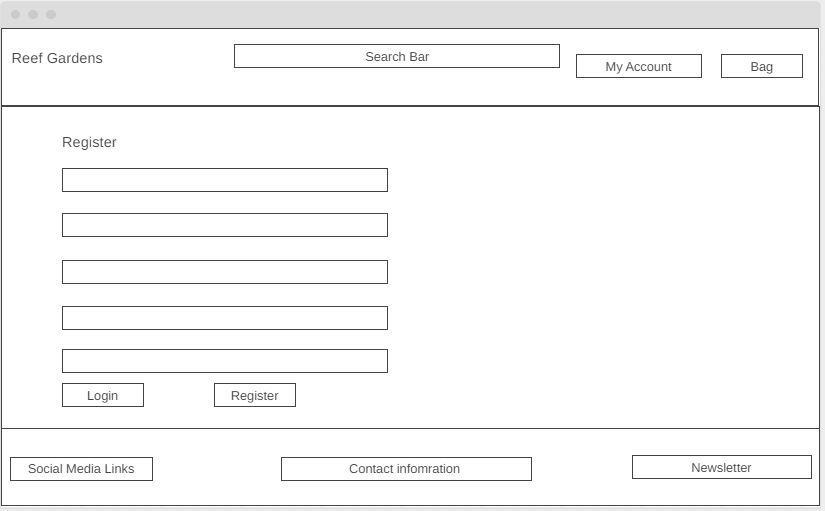 Reef Gardens
Search Bar
My Account
Bag
Register
Login
Register
Social Media Links
Contact infomration
Newsletter